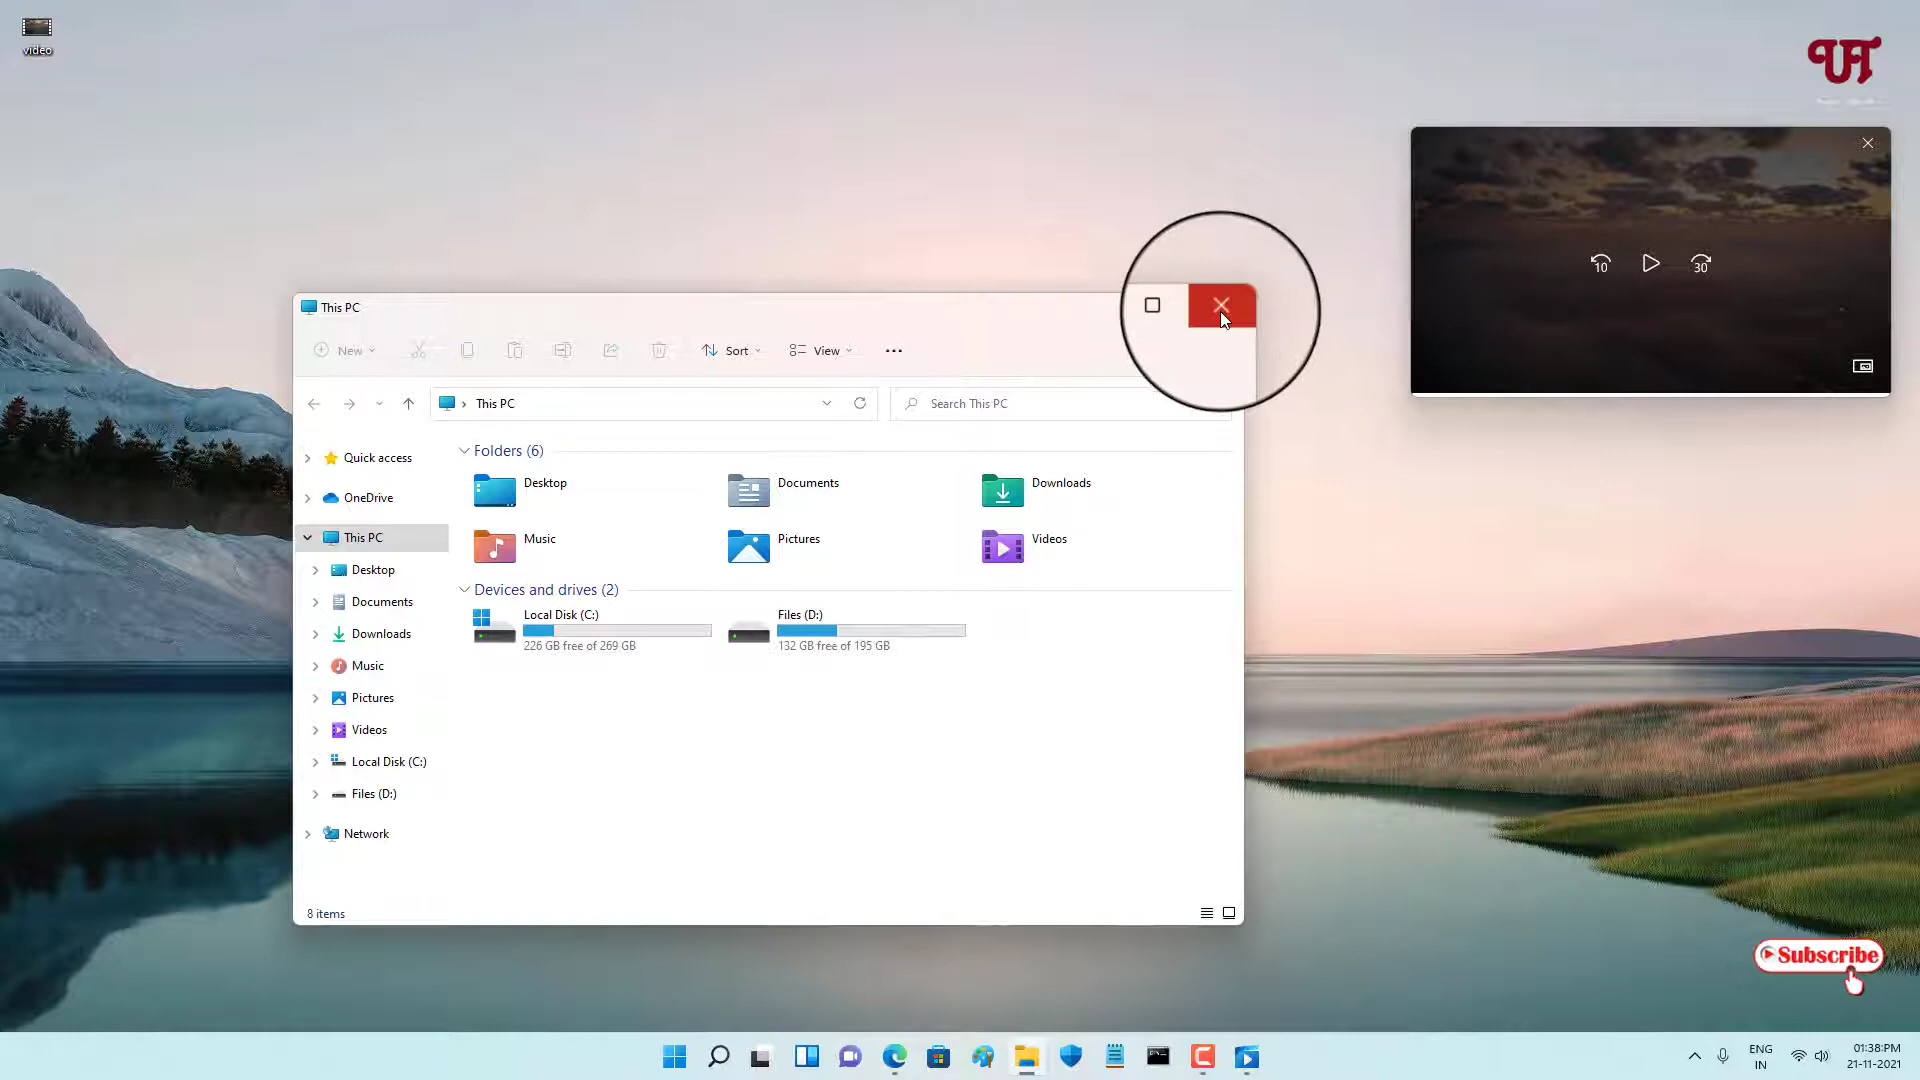 video
UT
10
30
This PC
New
Sort
View
This PC
Search This PC
Quick access
OneDrive
This PC
Desktop
Documents
Downloads
Music
Pictures
Videos
Local Disk (C:)
Files (D:)
Network
Folders (6)
Desktop
Documents
Downloads
Music
Pictures
Videos
Devices and drives (2)
Local Disk (C:)
226 GB free of 269 GB
Files (D:)
132 GB free of 195 GB
8 items
Subscribe
ENG
IN
01:38:PM
21-11-2021